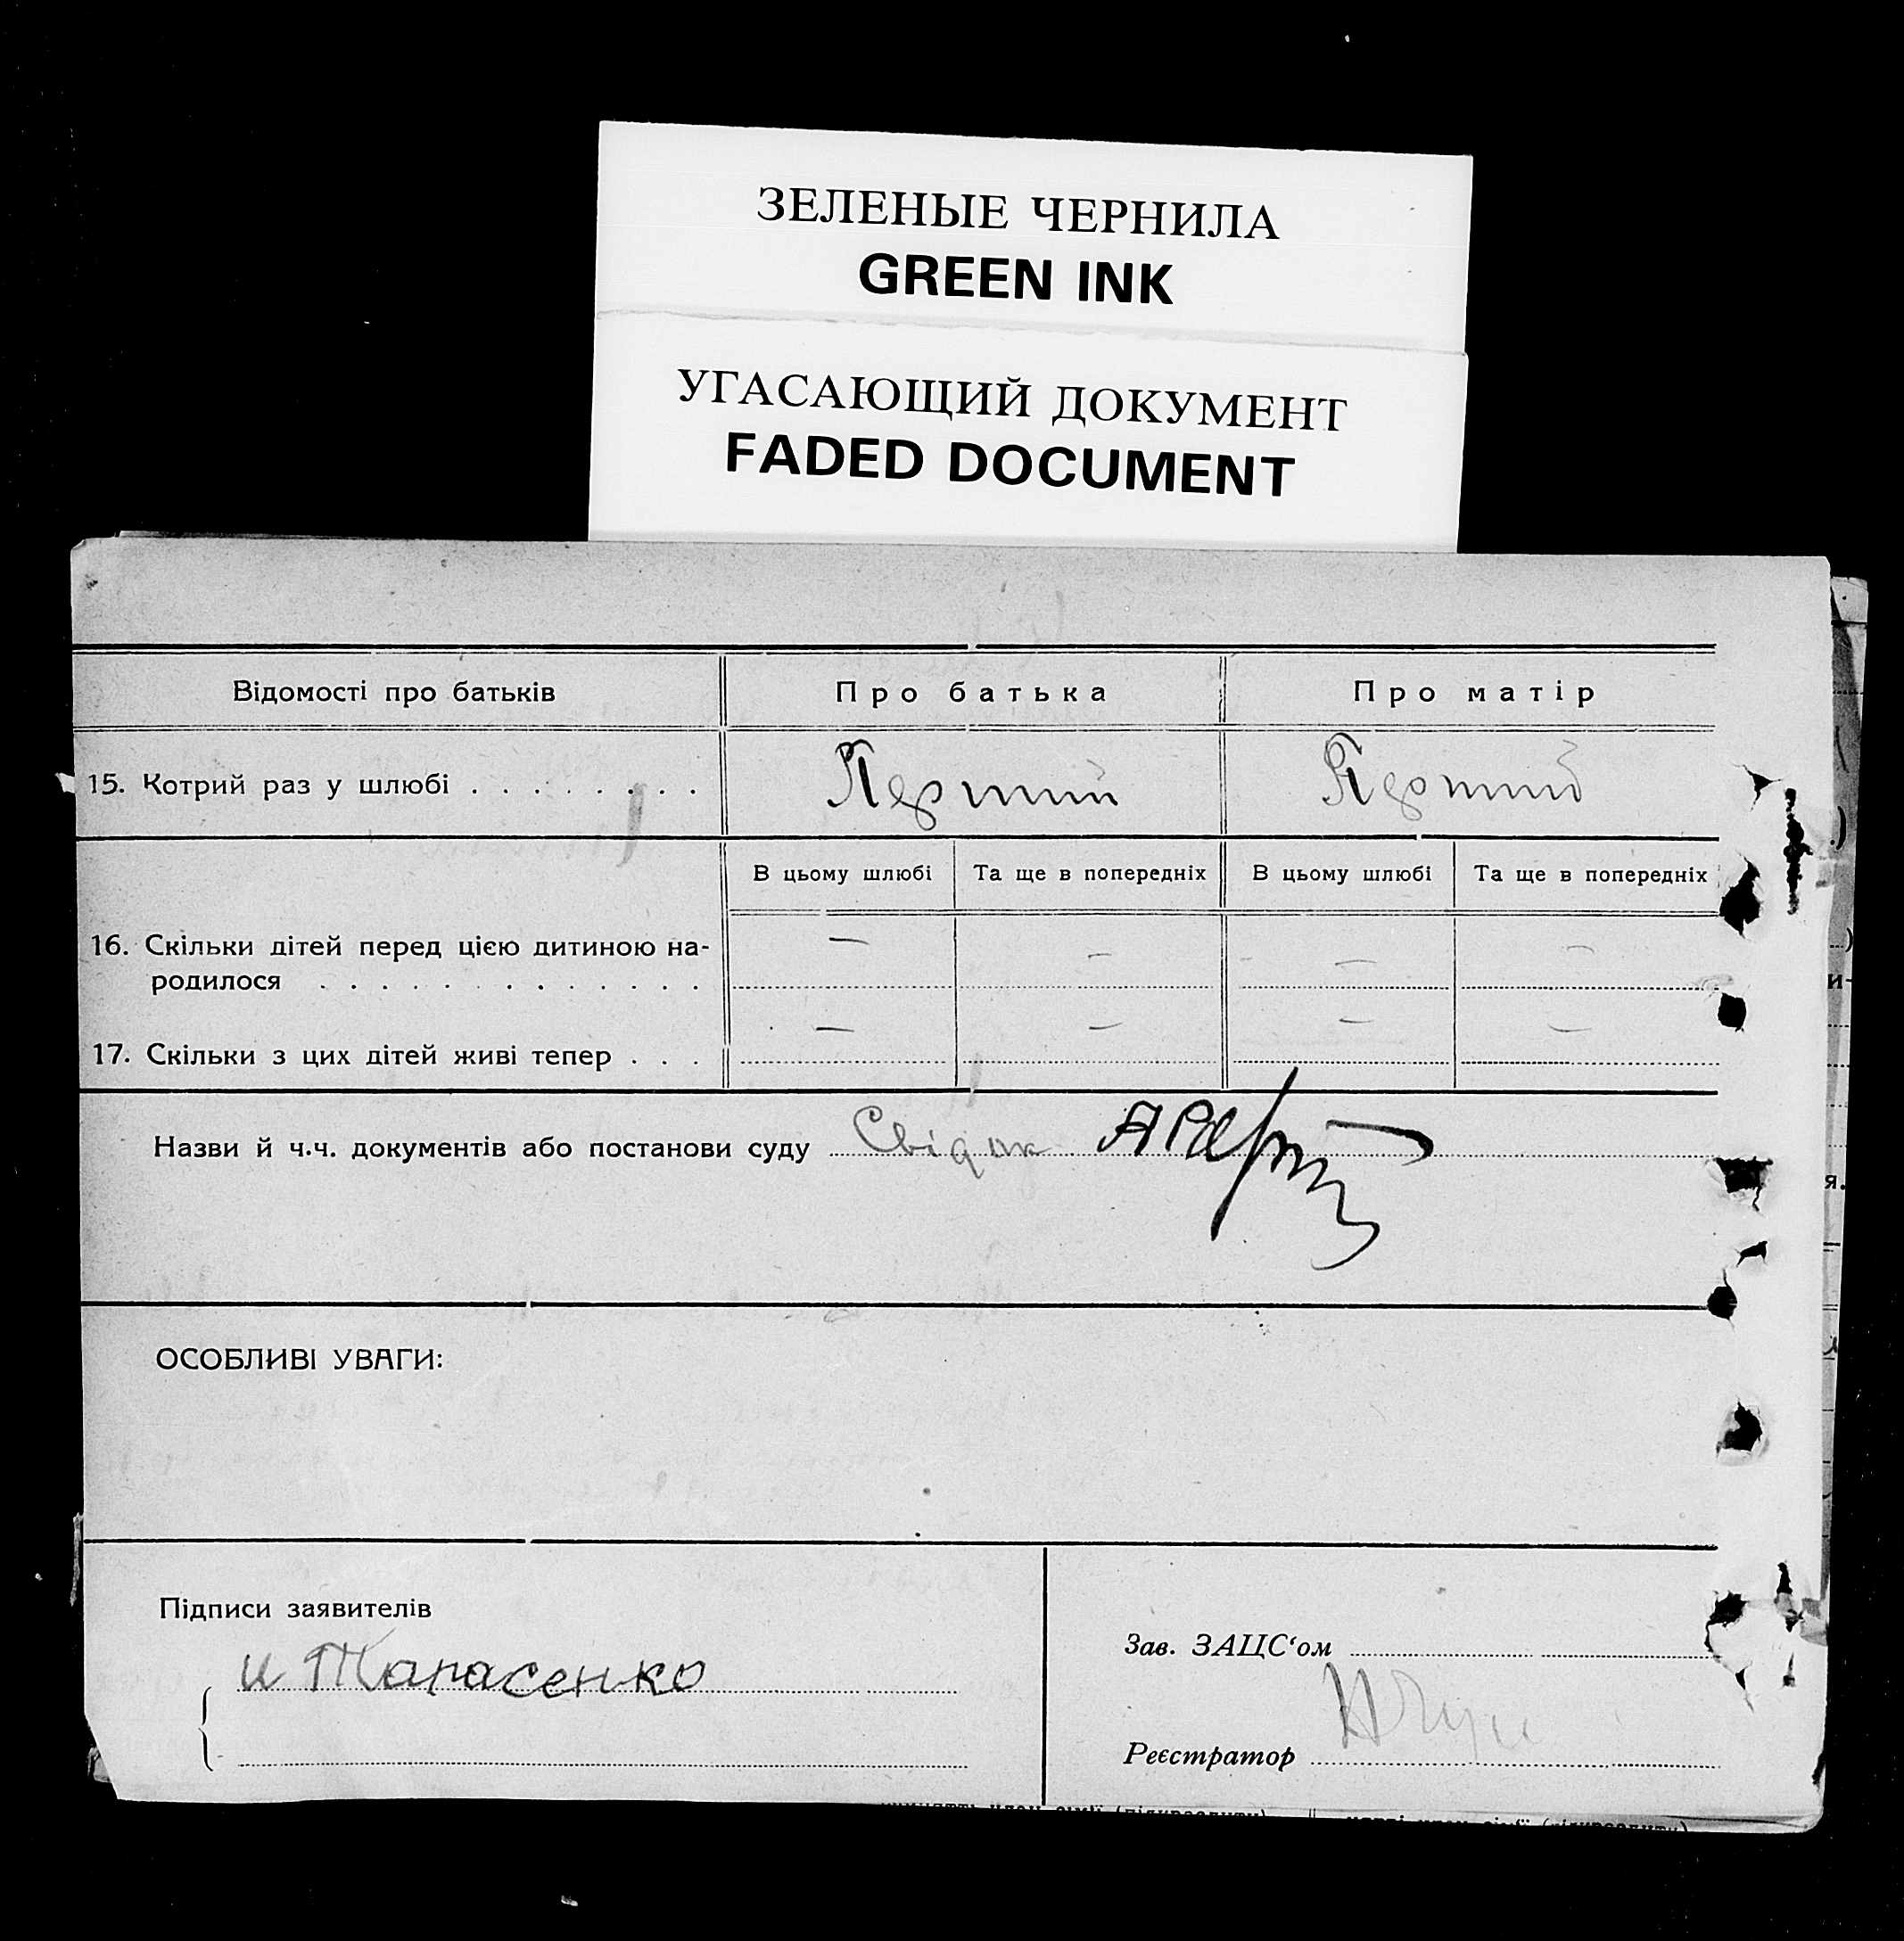 ЗЕЛЕНЫЕ ЧЕРНИЛА
GREEN INK
УГАСАЮЩИЙ ДОКУМЕНТ
FADED DOCUMENT
Відомості про батьків Про батька Про матір
15. Котрий раз у шлюбі . . . . . . . . Перший Перший
В цьому шлюбі Та ще в попередніх В цьому шлюбі Та ще в попередніх
16. Скільки дітей перед цією дитиною на- — — — —
родилося . . . . . . . . . . . . .
17. Скільки з цих дітей живі тепер . . . — — — —
Назви й ч.ч. документів або постанови суду Свідок
ОСОБЛИВІ УВАГИ:
Підписи заявителів
и Тарасенко
Зав. ЗАЦС‘ом
Реєстратор